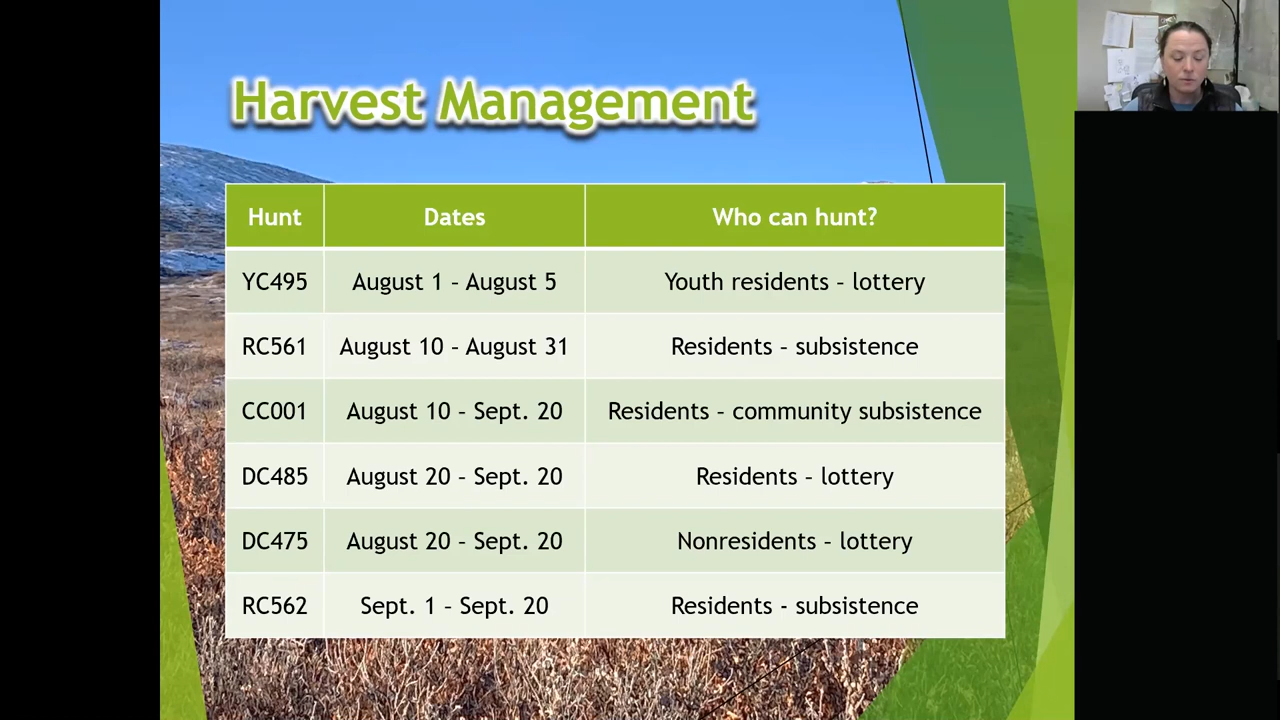 Harvest Management
Hunt Dates Who can hunt?
YC495 August 1 – August 5 Youth residents – lottery
RC561 August 10 – August 31 Residents – subsistence
CC001 August 10 – Sept. 20 Residents – community subsistence
DC485 August 20 – Sept. 20 Residents – lottery
DC475 August 20 – Sept. 20 Nonresidents – lottery
RC562 Sept. 1 – Sept. 20 Residents - subsistence